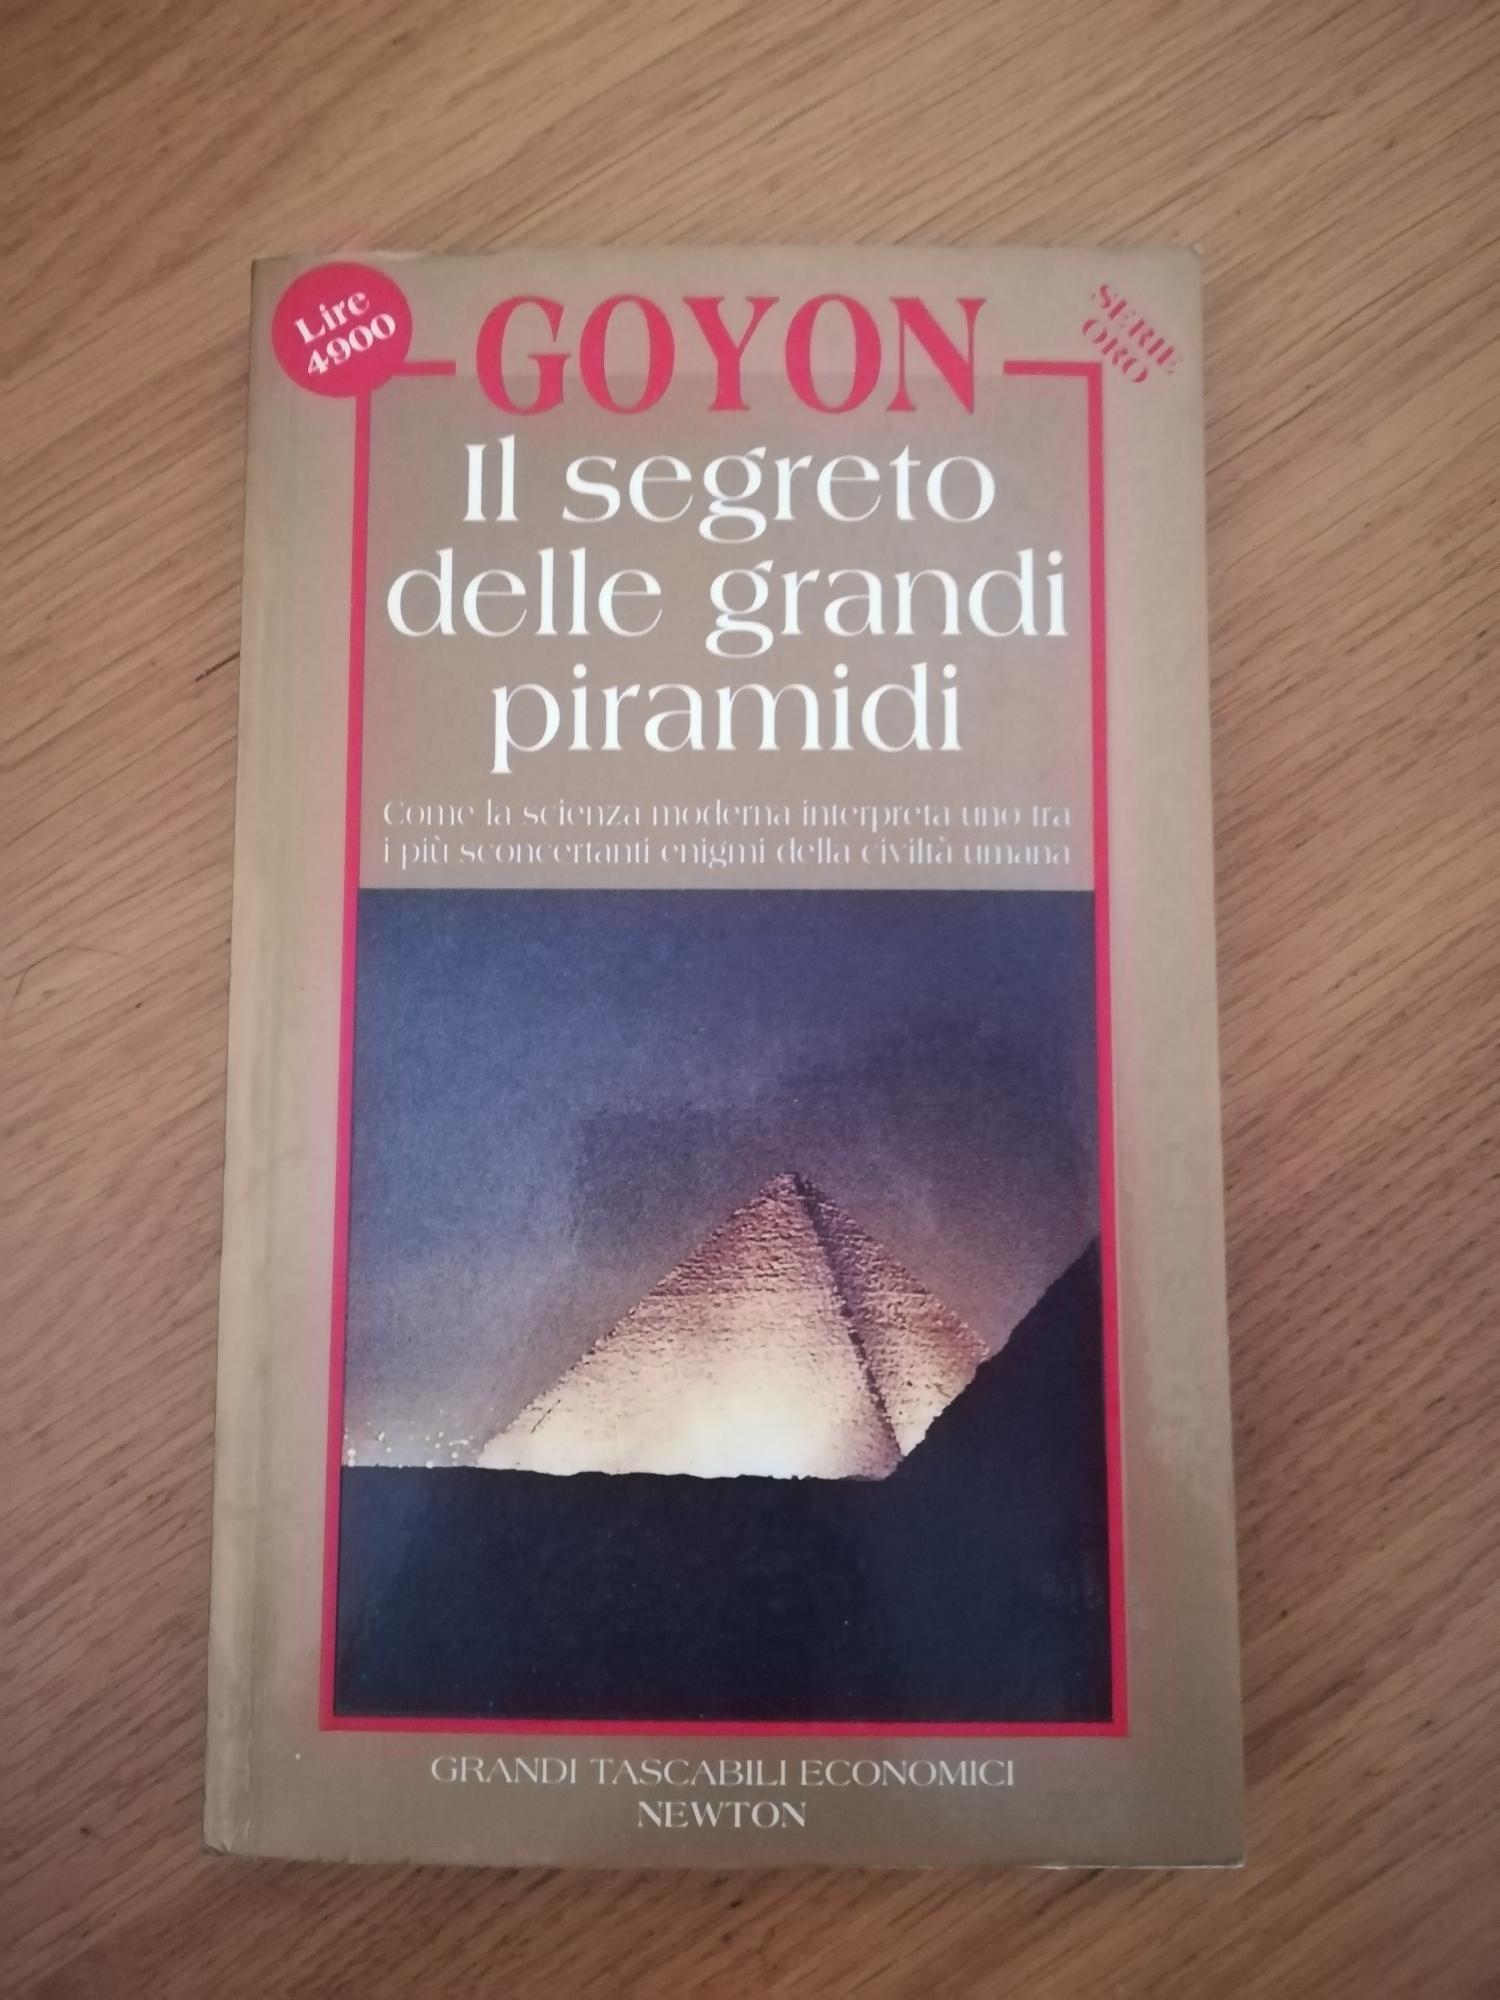 Lire
4900
GOYON
SERIE
ORO
Il segreto
delle grandi
piramidi
Come la scienza moderna interpreta uno tra
i più sconcertanti enigmi della civiltà umana
GRANDI TASCABILI ECONOMICI
NEWTON